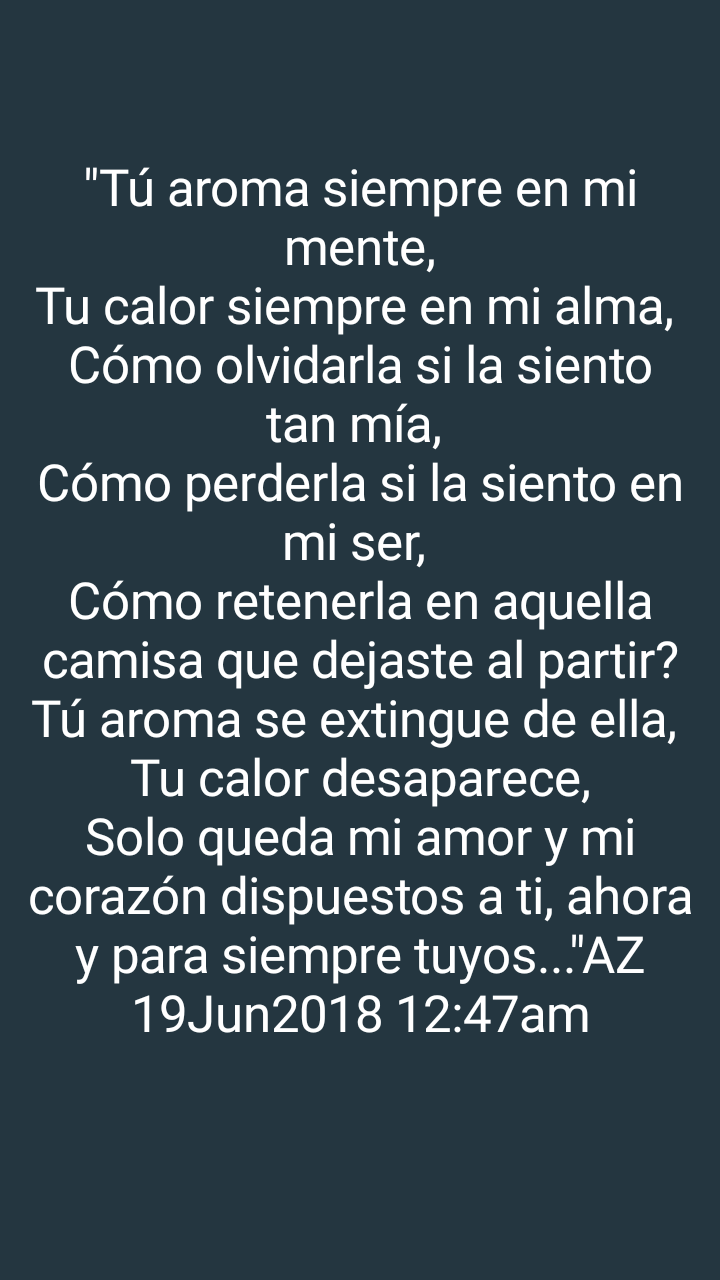 "Tú aroma siempre en mi
mente,
Tu calor siempre en mi alma,
Cómo olvidarla si la siento
tan mía,
Cómo perderla si la siento en
mi ser,
Cómo retenerla en aquella
camisa que dejaste al partir?
Tú aroma se extingue de ella,
Tu calor desaparece,
Solo queda mi amor y mi
corazón dispuestos a ti, ahora
y para siempre tuyos..."AZ
19Jun2018 12:47am